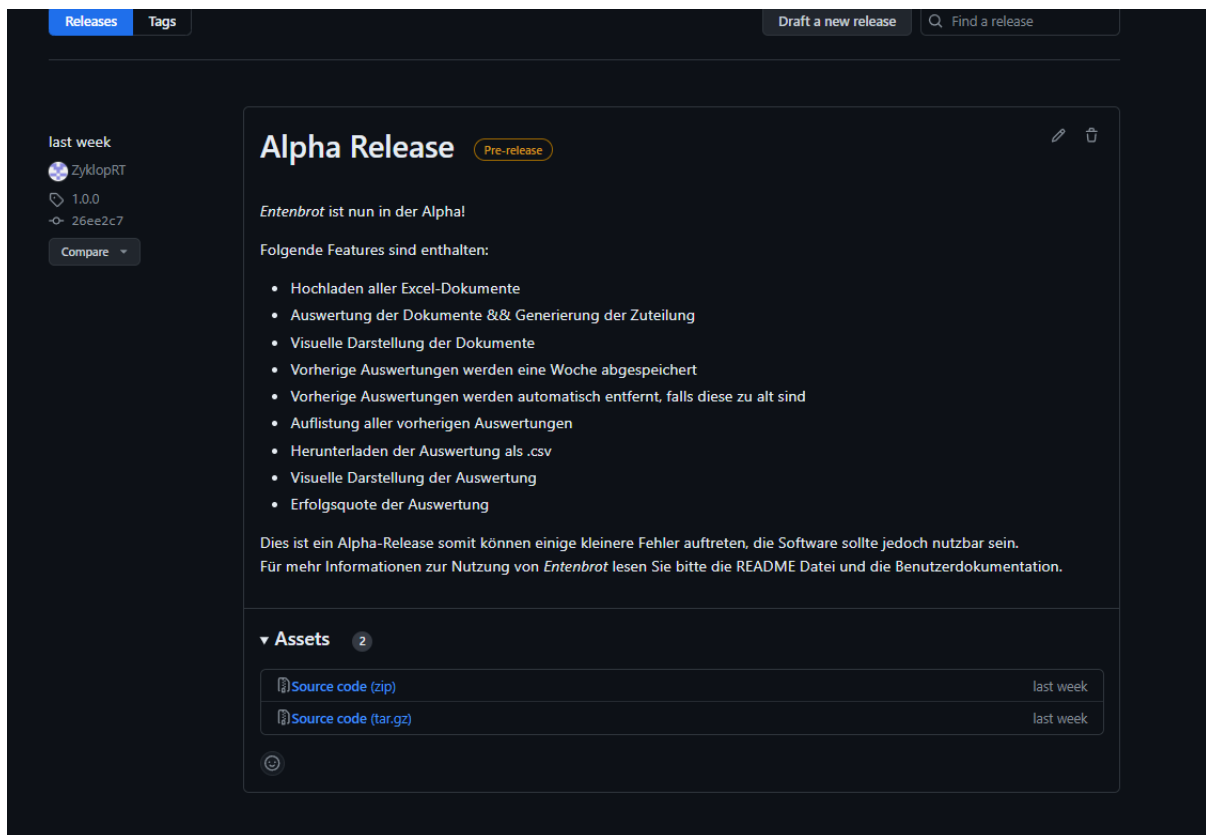 Releases Tags Draft a new release Find a release
last week
ZyklopRT
1.0.0
26ee2c7
Compare
Alpha Release Pre-release
Entenbrot ist nun in der Alpha!
Folgende Features sind enthalten:
• Hochladen aller Excel-Dokumente
• Auswertung der Dokumente && Generierung der Zuteilung
• Visuelle Darstellung der Dokumente
• Vorherige Auswertungen werden eine Woche abgespeichert
• Vorherige Auswertungen werden automatisch entfernt, falls diese zu alt sind
• Auflistung aller vorherigen Auswertungen
• Herunterladen der Auswertung als .csv
• Visuelle Darstellung der Auswertung
• Erfolgsquote der Auswertung
Dies ist ein Alpha-Release somit können einige kleinere Fehler auftreten, die Software sollte jedoch nutzbar sein.
Für mehr Informationen zur Nutzung von Entenbrot lesen Sie bitte die README Datei und die Benutzerdokumentation.
Assets 2
Source code (zip) last week
Source code (tar.gz) last week